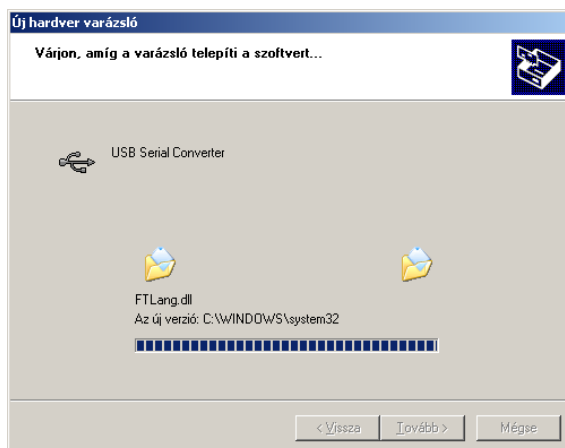 Új hardver varázsló
Várjon, amíg a varázsló telepíti a szoftvert...
USB Serial Converter
FTLang.dll
Az új verzió: C:\WINDOWS\system32
< Vissza
Tovább >
Mégse